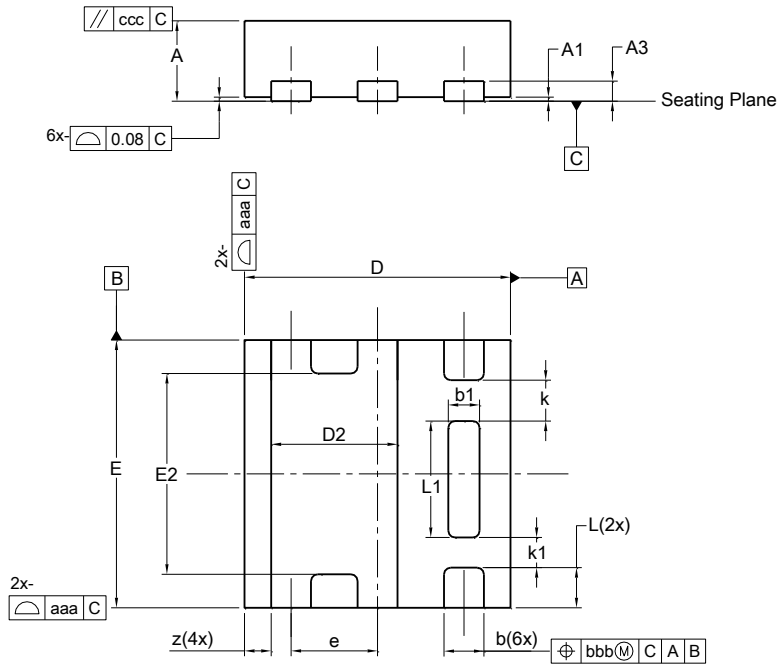 // ccc C
A
A1
A3
Seating Plane
6x- ⌓ 0.08 C
C
2x- ⌓ aaa C
D
B
A
b1
k
D2
E
E2
L1
L(2x)
k1
2x-
⌓ aaa C
z(4x)
e
b(6x)
⌖ bbbⓂ C A B